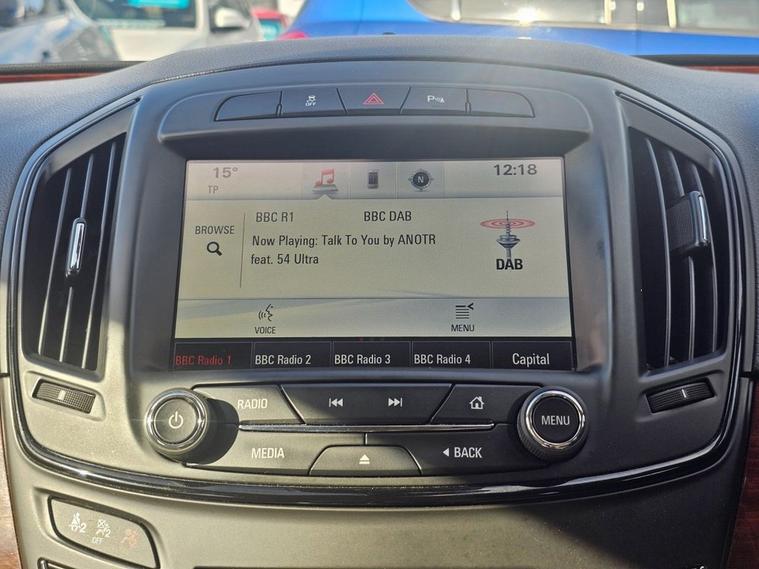 OFF
P
15°
12:18
TP
N
BBC R1 BBC DAB
BROWSE
Now Playing: Talk To You by ANOTR
feat. 54 Ultra
DAB
VOICE MENU
BBC Radio 1 BBC Radio 2 BBC Radio 3 BBC Radio 4 Capital
RADIO
MENU
MEDIA BACK
2 2
OFF